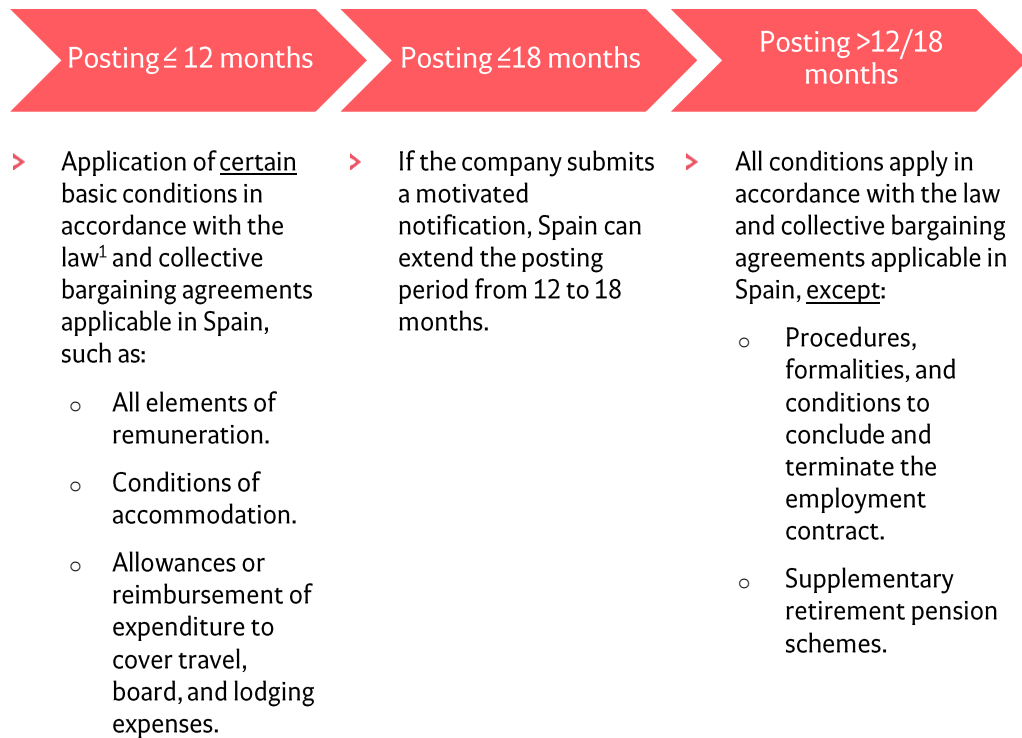 Posting ≤ 12 months
Application of certain
basic conditions in
accordance with the
law¹ and collective
bargaining agreements
applicable in Spain,
such as:
○ All elements of
remuneration.
○ Conditions of
accommodation.
○ Allowances or
reimbursement of
expenditure to
cover travel,
board, and lodging
expenses.
Posting ≤18 months
If the company submits
a motivated
notification, Spain can
extend the posting
period from 12 to 18
months.
Posting >12/18
months
All conditions apply in
accordance with the law
and collective bargaining
agreements applicable in
Spain, except:
○ Procedures,
formalities, and
conditions to
conclude and
terminate the
employment
contract.
○ Supplementary
retirement pension
schemes.